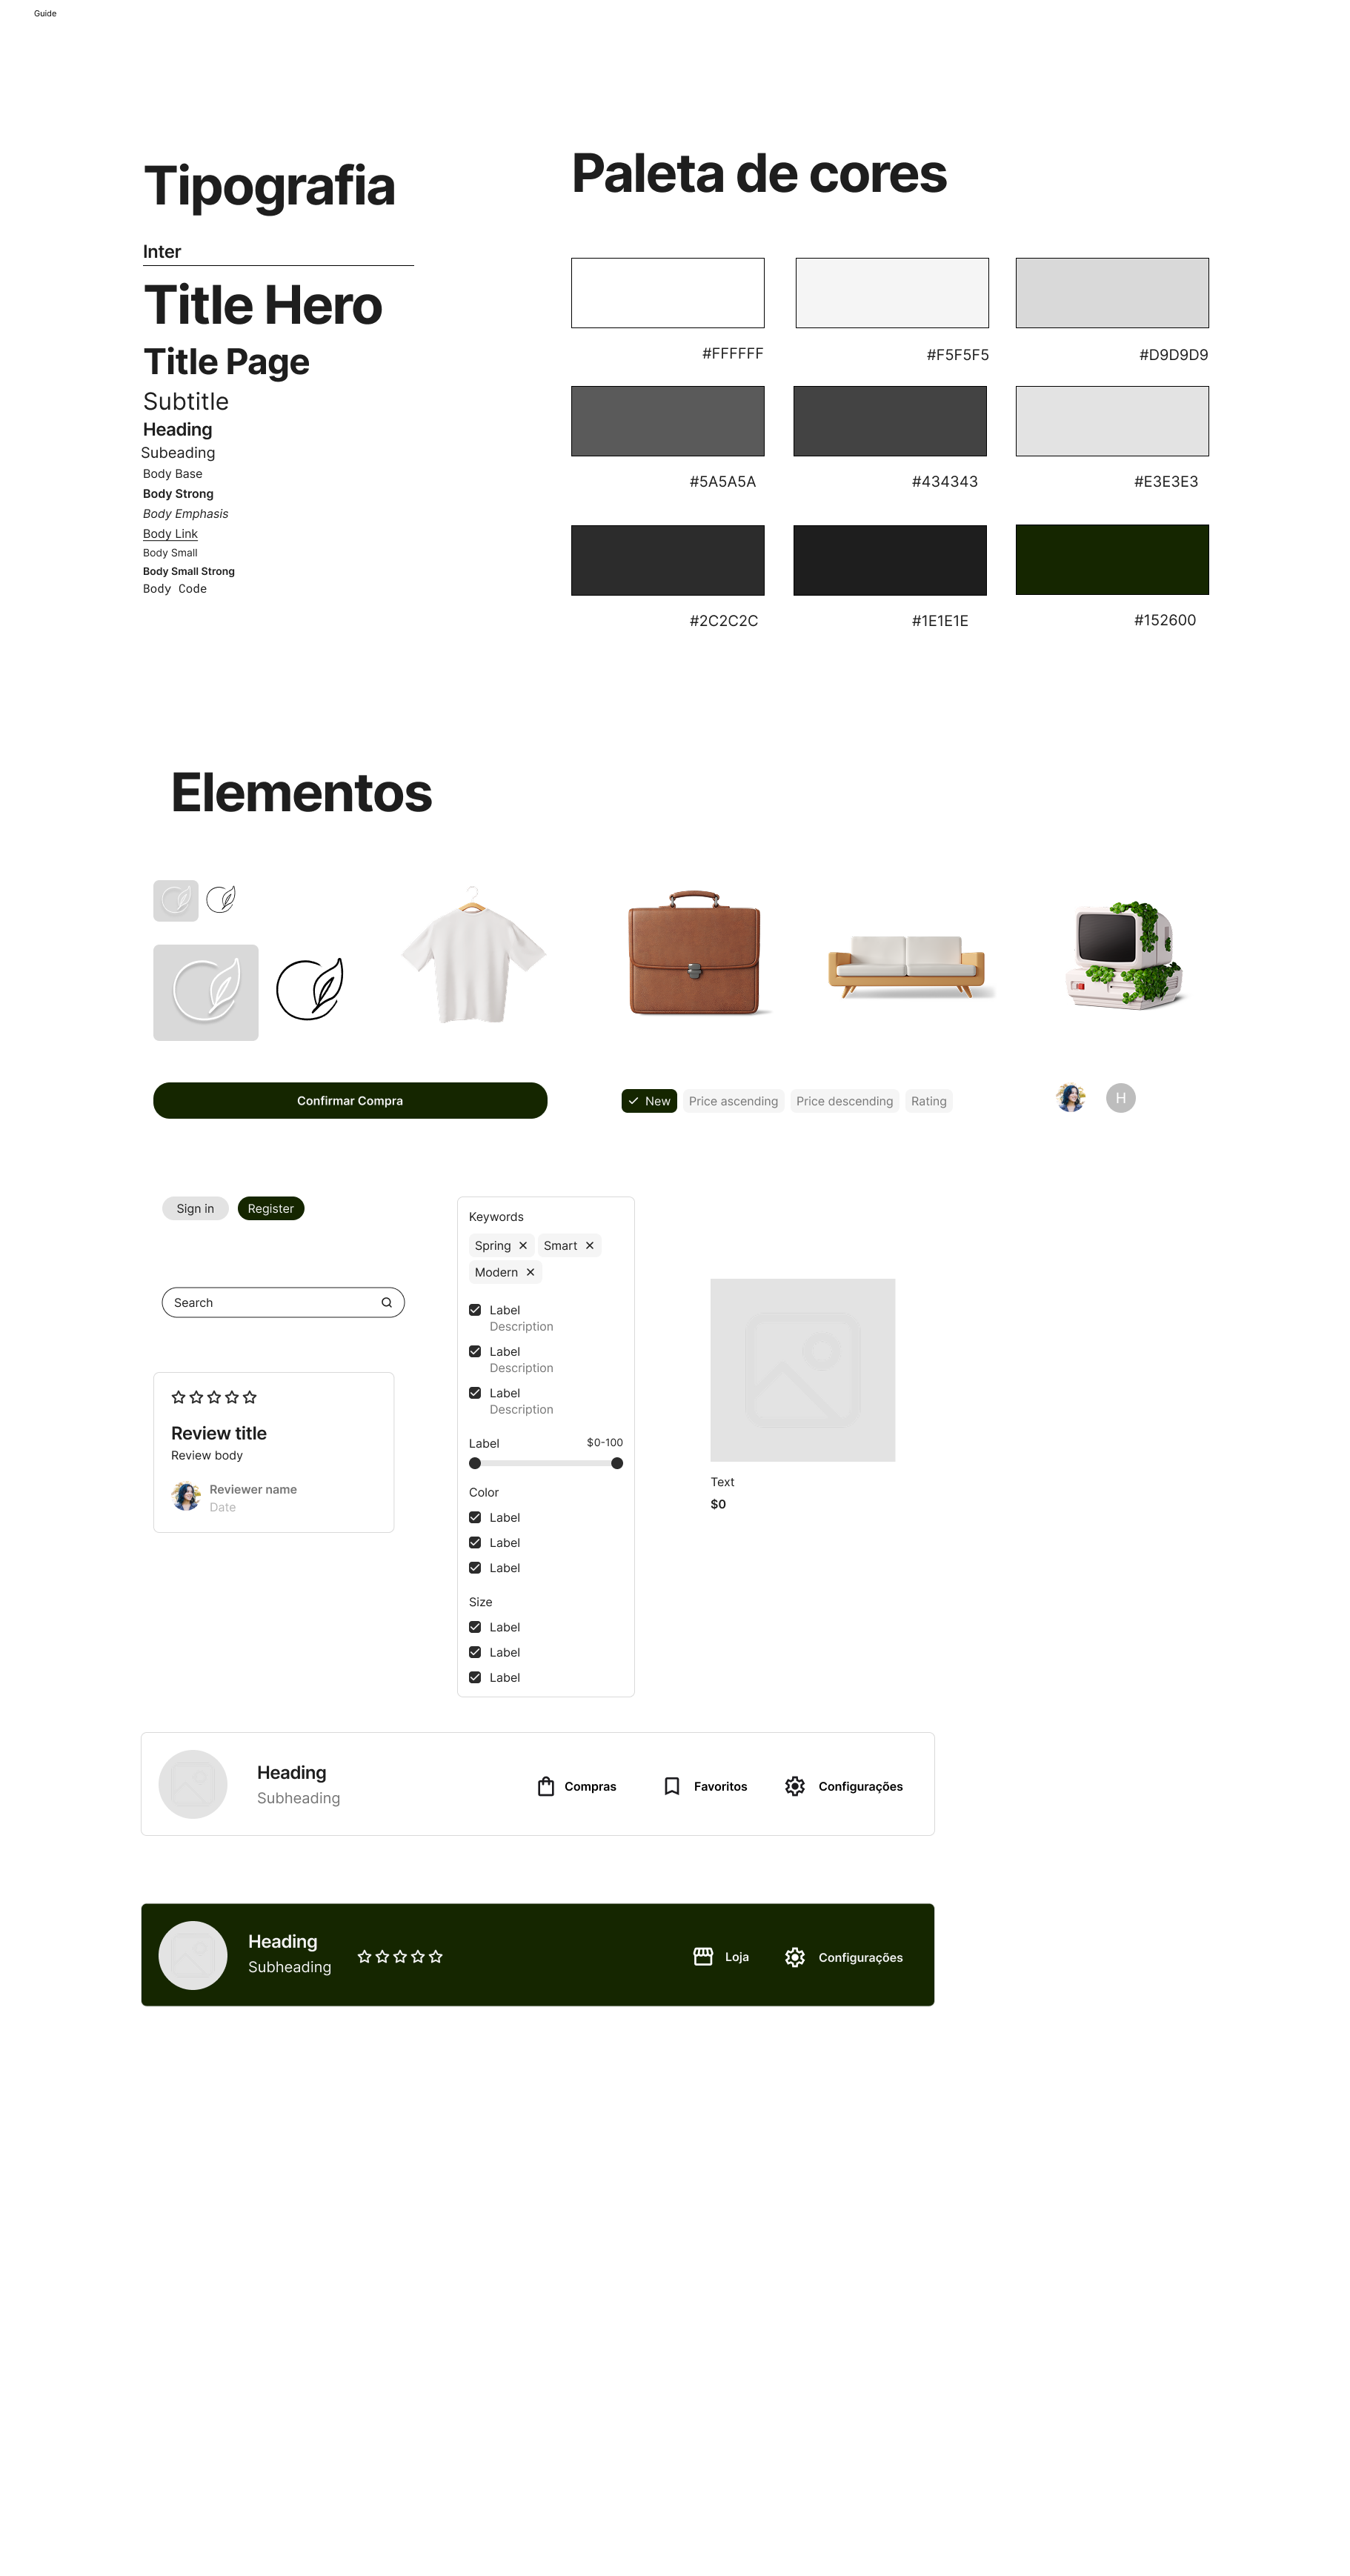 Guide
Tipografia
Inter
Title Hero
Title Page
Subtitle
Heading
Subeading
Body Base
Body Strong
Body Emphasis
Body Link
Body Small
Body Small Strong
Body Code
Paleta de cores
#FFFFFF
#F5F5F5
#D9D9D9
#5A5A5A
#434343
#E3E3E3
#2C2C2C
#1E1E1E
#152600
Elementos
Confirmar Compra
New
Price ascending
Price descending
Rating
H
Sign in
Register
Search
Review title
Review body
Reviewer name
Date
Keywords
Spring
Smart
Modern
Label
Description
Label
Description
Label
Description
Label $0-100
Color
Label
Label
Label
Size
Label
Label
Label
Text
$0
Heading
Subheading
Compras
Favoritos
Configurações
Heading
Subheading
Loja
Configurações